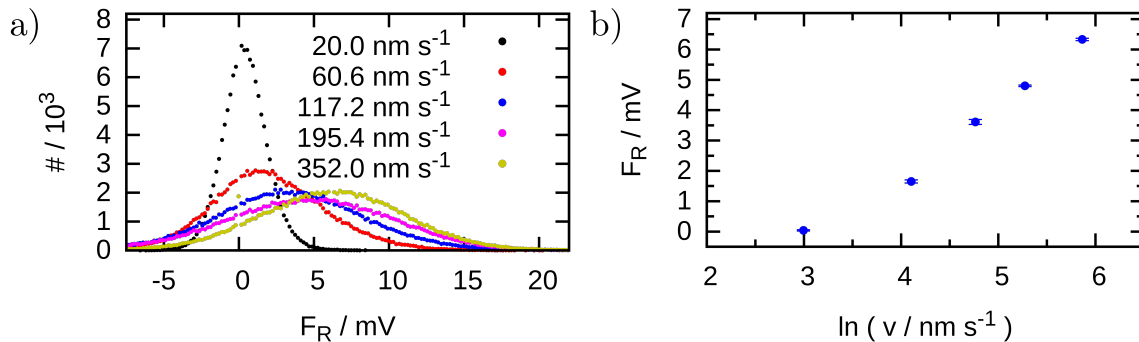 a)
# / 10³
8
7
6
5
4
3
2
1
0
20.0 nm s⁻¹
60.6 nm s⁻¹
117.2 nm s⁻¹
195.4 nm s⁻¹
352.0 nm s⁻¹
-5 0 5 10 15 20
F_R / mV
b)
F_R / mV
7
6
5
4
3
2
1
0
2 3 4 5 6
ln ( v / nm s⁻¹ )